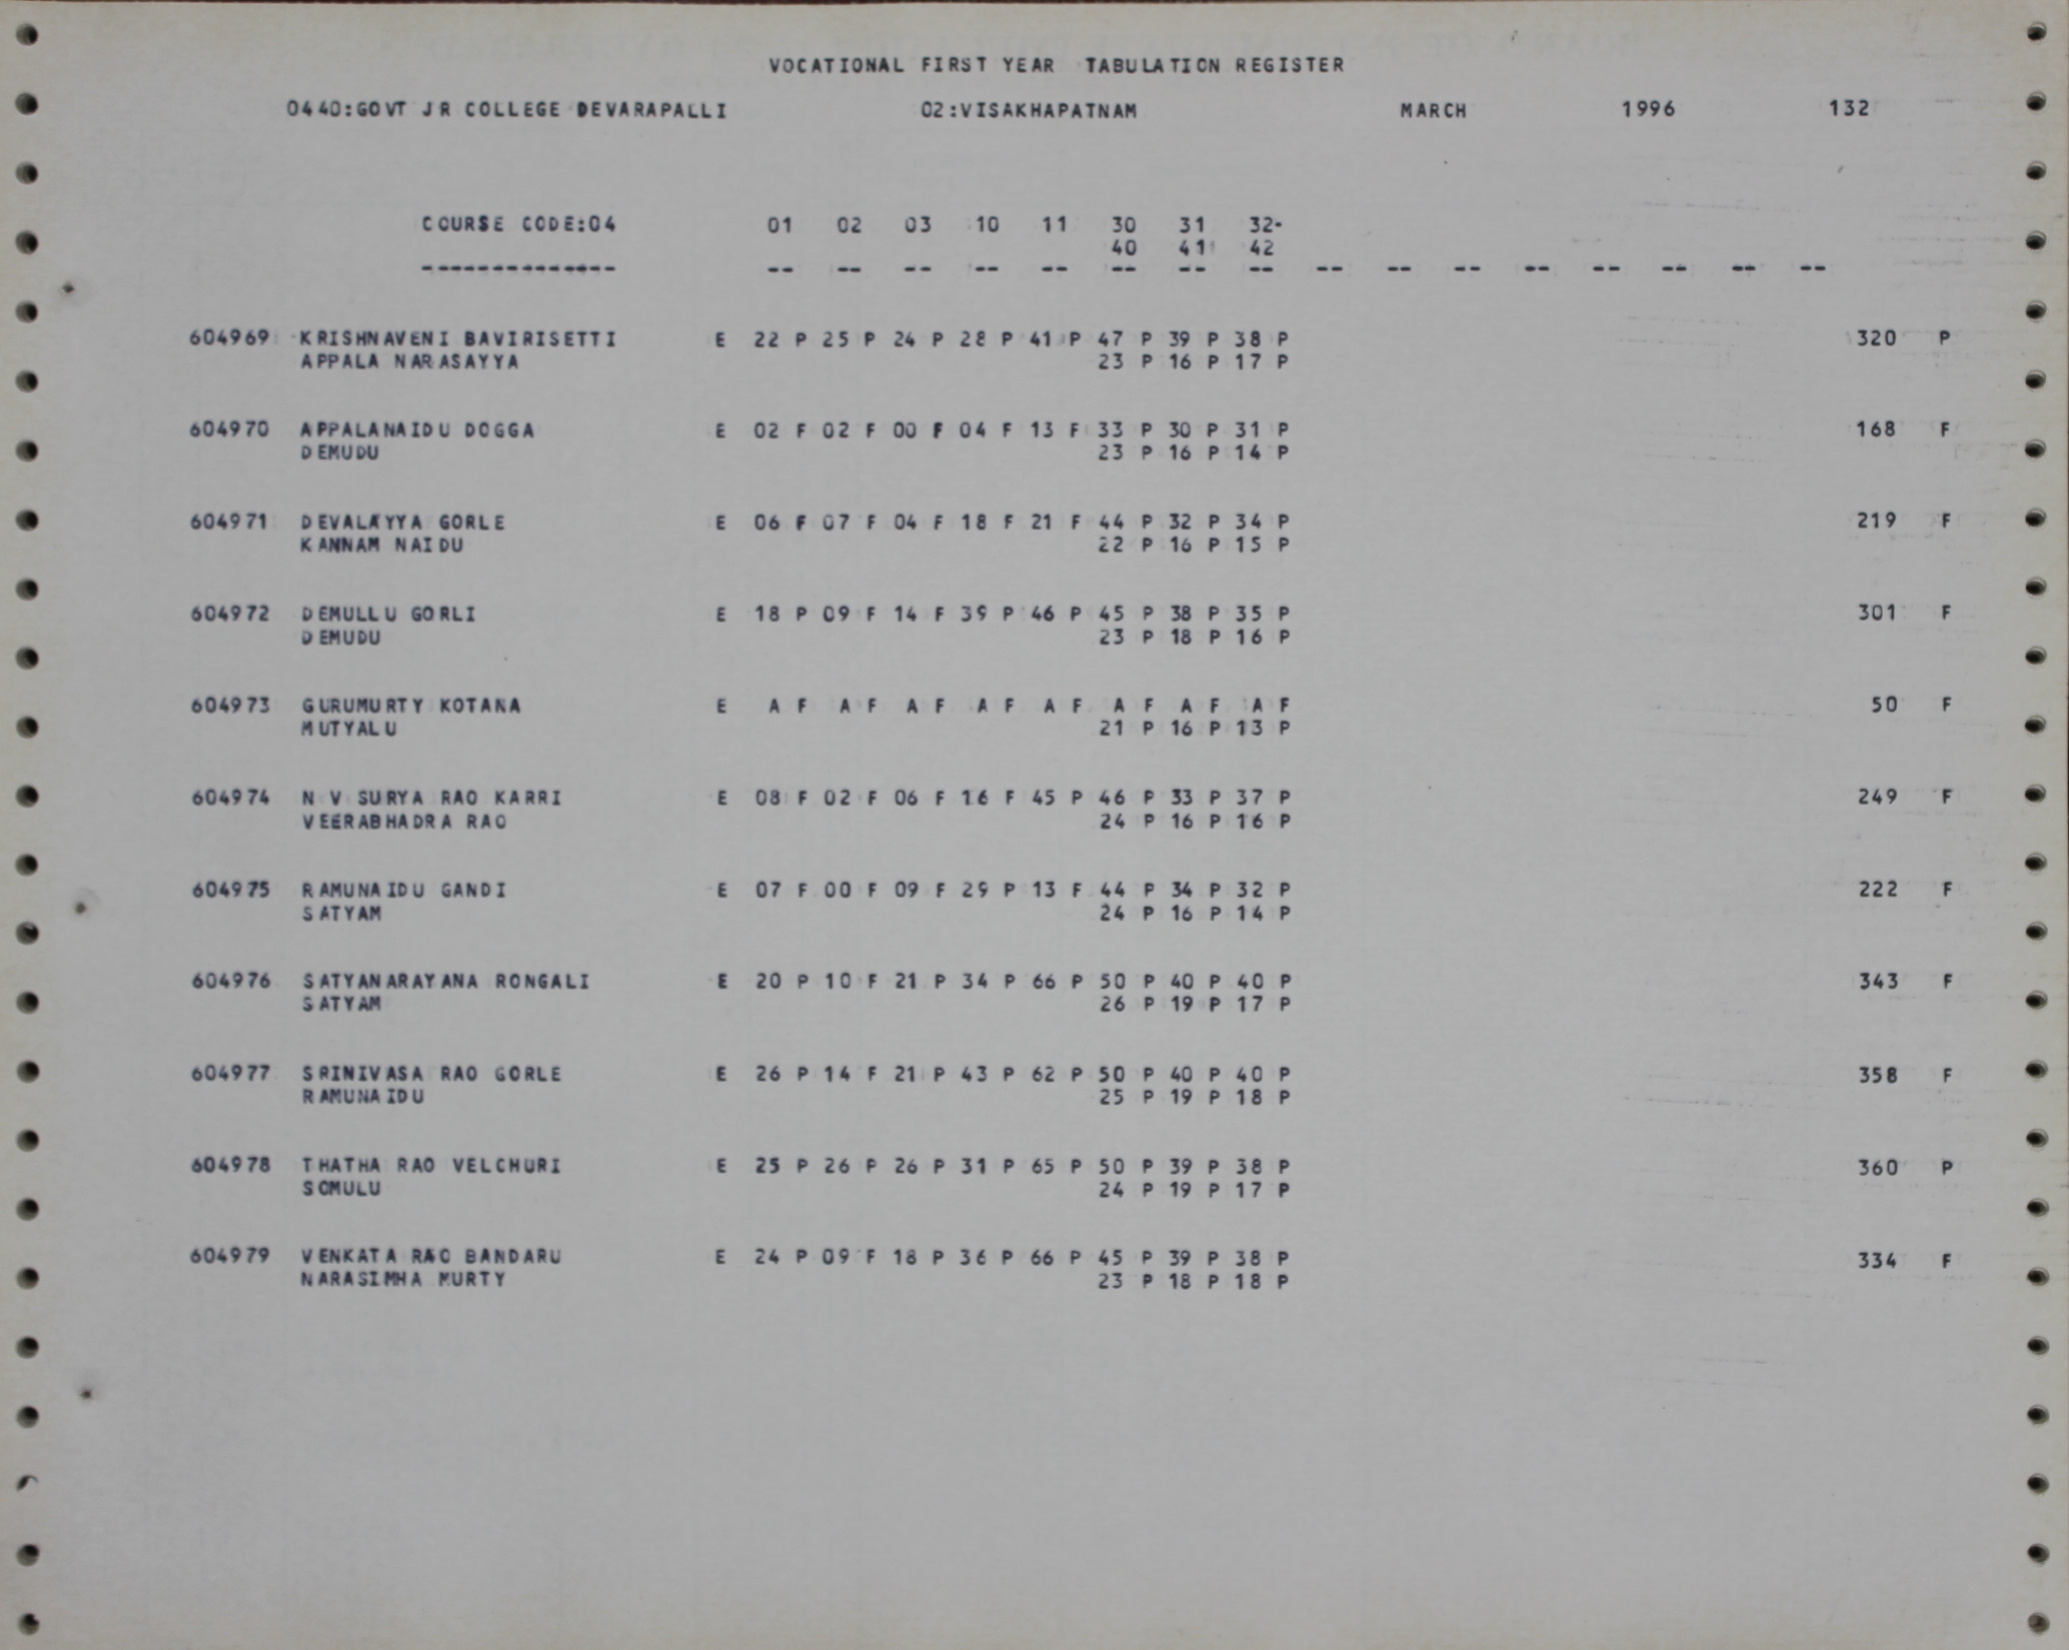 VOCATIONAL FIRST YEAR TABULATION REGISTER
0440:GOVT JR COLLEGE DEVARAPALLI 02:VISAKHAPATNAM MARCH 1996 132
COURSE CODE:04 01 02 03 10 11 30 31 32-
40 41 42
-------------- -- -- -- -- -- -- -- -- -- -- -- -- -- -- -- --
604969 KRISHNAVENI BAVIRISETTI E 22 P 25 P 24 P 28 P 41 P 47 P 39 P 38 P 320 P
APPALA NARASAYYA 23 P 16 P 17 P
604970 APPALANAIDU DOGGA E 02 F 02 F 00 F 04 F 13 F 33 P 30 P 31 P 168 F
DEMUDU 23 P 16 P 14 P
604971 DEVALAYYA GORLE E 06 F 07 F 04 F 18 F 21 F 44 P 32 P 34 P 219 F
KANNAM NAIDU 22 P 16 P 15 P
604972 DEMULLU GORLI E 18 P 09 F 14 F 39 P 46 P 45 P 38 P 35 P 301 F
DEMUDU 23 P 18 P 16 P
604973 GURUMURTY KOTANA E A F A F A F A F A F A F A F A F 50 F
MUTYALU 21 P 16 P 13 P
604974 N V SURYA RAO KARRI E 08 F 02 F 06 F 16 F 45 P 46 P 33 P 37 P 249 F
VEERABHADRA RAO 24 P 16 P 16 P
604975 RAMUNAIDU GANDI E 07 F 00 F 09 F 29 P 13 F 44 P 34 P 32 P 222 F
SATYAM 24 P 16 P 14 P
604976 SATYANARAYANA RONGALI E 20 P 10 F 21 P 34 P 66 P 50 P 40 P 40 P 343 F
SATYAM 26 P 19 P 17 P
604977 SRINIVASA RAO GORLE E 26 P 14 F 21 P 43 P 62 P 50 P 40 P 40 P 358 F
RAMUNAIDU 25 P 19 P 18 P
604978 THATHA RAO VELCHURI E 25 P 26 P 26 P 31 P 65 P 50 P 39 P 38 P 360 P
SOMULU 24 P 19 P 17 P
604979 VENKATA RAO BANDARU E 24 P 09 F 18 P 36 P 66 P 45 P 39 P 38 P 334 F
NARASIMHA MURTY 23 P 18 P 18 P